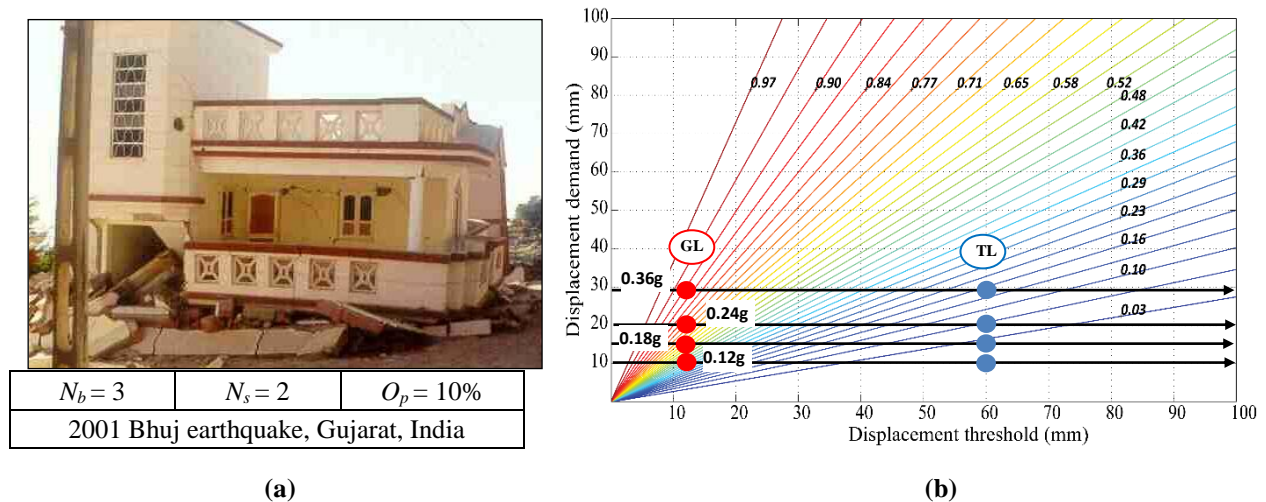 N_b = 3
N_s = 2
O_p = 10%
2001 Bhuj earthquake, Gujarat, India
(a)
Displacement demand (mm)
100
90
80
70
60
50
40
30
20
10
0.97
0.90
0.84
0.77
0.71
0.65
0.58
0.52
0.48
0.42
0.36
0.29
0.23
0.16
0.10
0.03
GL
TL
0.36g
0.24g
0.18g
0.12g
10
20
30
40
50
60
70
80
90
100
Displacement threshold (mm)
(b)